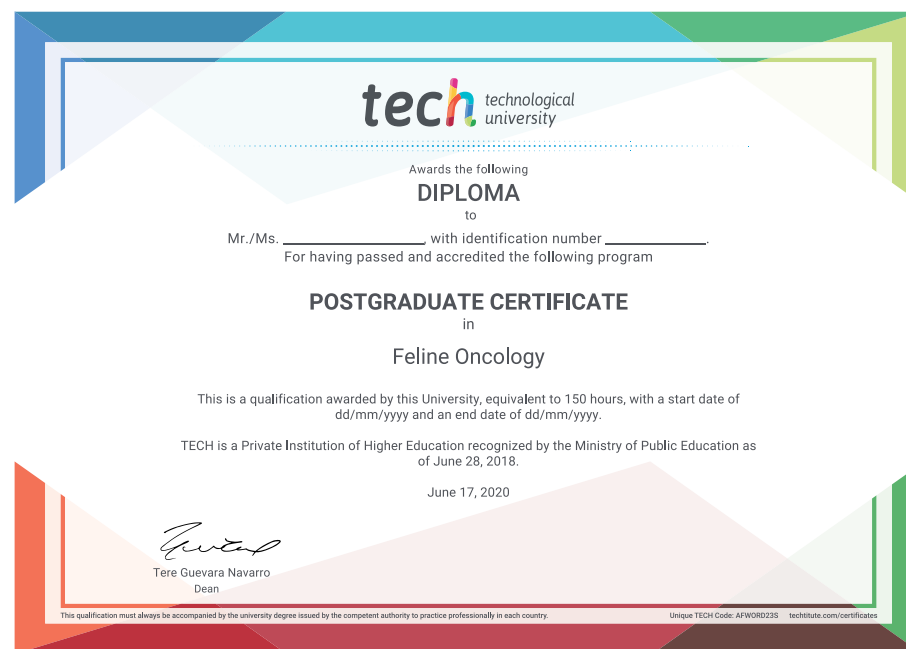 tech technological
university
Awards the following
DIPLOMA
to
Mr./Ms. ____________________, with identification number ______________.
For having passed and accredited the following program
POSTGRADUATE CERTIFICATE
in
Feline Oncology
This is a qualification awarded by this University, equivalent to 150 hours, with a start date of
dd/mm/yyyy and an end date of dd/mm/yyyy.
TECH is a Private Institution of Higher Education recognized by the Ministry of Public Education as
of June 28, 2018.
June 17, 2020
Tere Guevara Navarro
Dean
This qualification must always be accompanied by the university degree issued by the competent authority to practice professionally in each country. Unique TECH Code: AFWORD23S techtitute.com/certificates